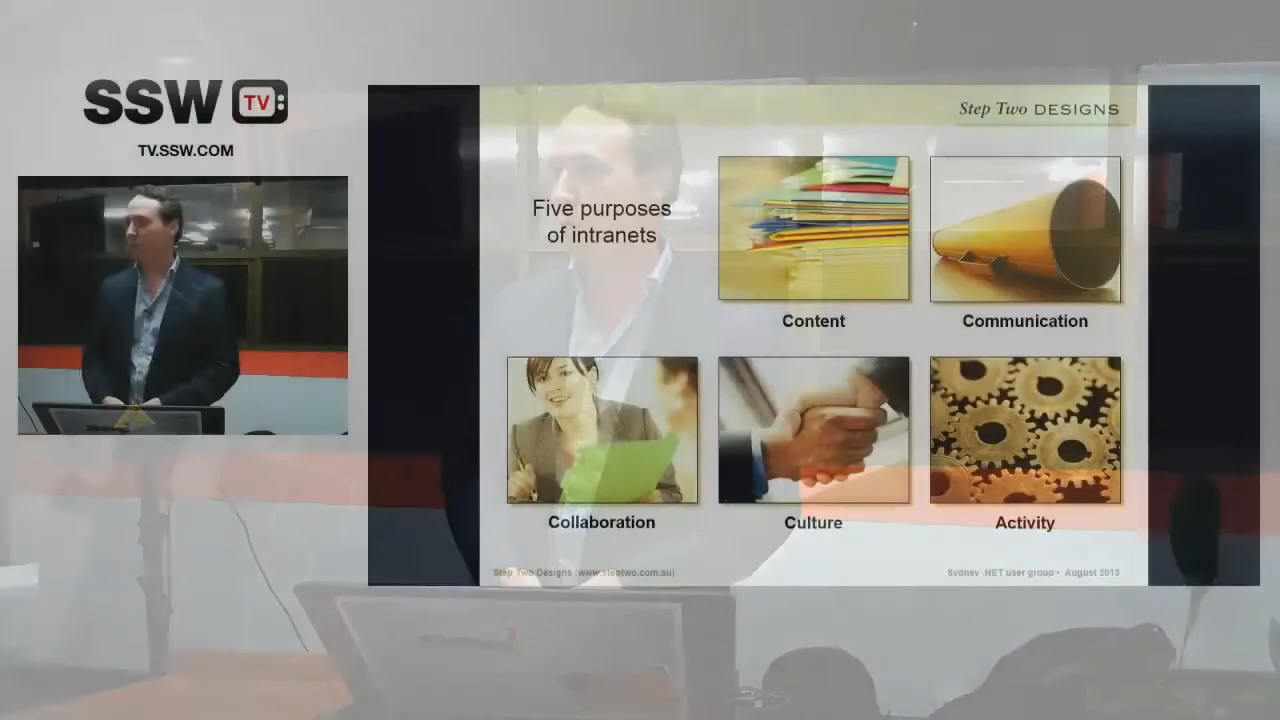 SSW TV
TV.SSW.COM
Step Two DESIGNS
Five purposes
of intranets
Content
Communication
Collaboration
Culture
Activity
Step Two Designs (www.steptwo.com.au)
Sydney .NET user group • August 2013